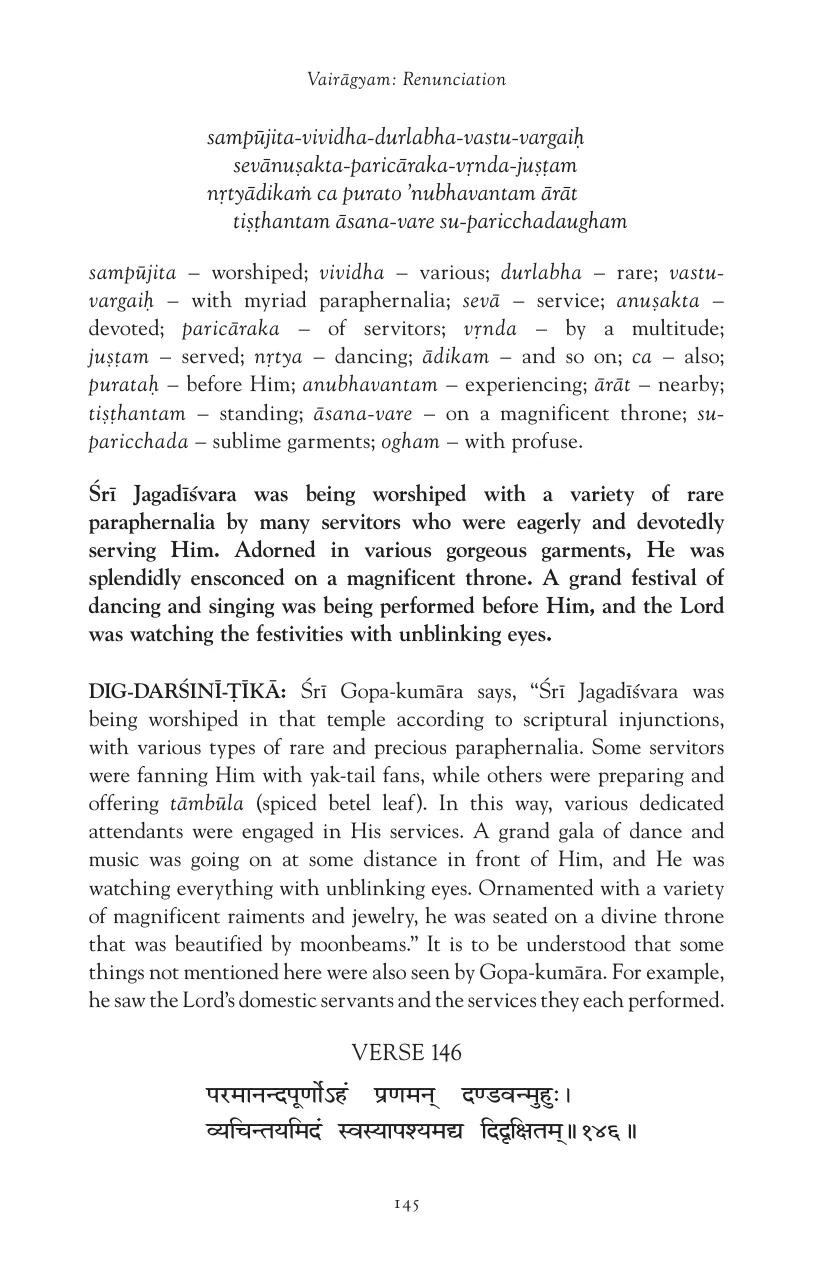 Vairāgyam: Renunciation
sampūjita-vividha-durlabha-vastu-vargaiḥ
sevānuṣakta-paricāraka-vṛnda-juṣṭam
nṛtyādikaṁ ca purato ’nubhavantam ārāt
tiṣṭhantam āsana-vare su-paricchadaugham
sampūjita – worshiped; vividha – various; durlabha – rare; vastu-
vargaiḥ – with myriad paraphernalia; sevā – service; anuṣakta –
devoted; paricāraka – of servitors; vṛnda – by a multitude;
juṣṭam – served; nṛtya – dancing; ādikam – and so on; ca – also;
purataḥ – before Him; anubhavantam – experiencing; ārāt – nearby;
tiṣṭhantam – standing; āsana-vare – on a magnificent throne; su-
paricchada – sublime garments; ogham – with profuse.
Śrī Jagadīśvara was being worshiped with a variety of rare
paraphernalia by many servitors who were eagerly and devotedly
serving Him. Adorned in various gorgeous garments, He was
splendidly ensconced on a magnificent throne. A grand festival of
dancing and singing was being performed before Him, and the Lord
was watching the festivities with unblinking eyes.
DIG-DARŚINĪ-ṬĪKĀ: Śrī Gopa-kumāra says, “Śrī Jagadīśvara was
being worshiped in that temple according to scriptural injunctions,
with various types of rare and precious paraphernalia. Some servitors
were fanning Him with yak-tail fans, while others were preparing and
offering tāmbūla (spiced betel leaf). In this way, various dedicated
attendants were engaged in His services. A grand gala of dance and
music was going on at some distance in front of Him, and He was
watching everything with unblinking eyes. Ornamented with a variety
of magnificent raiments and jewelry, he was seated on a divine throne
that was beautified by moonbeams.” It is to be understood that some
things not mentioned here were also seen by Gopa-kumāra. For example,
he saw the Lord’s domestic servants and the services they each performed.
VERSE 146
परमानन्दपूर्णोऽहं प्रणमन् दण्डवन्मुहुः।
व्यचिन्तयमिदं स्वस्यापश्यमद्य दिदृक्षितम्॥ १४६ ॥
145